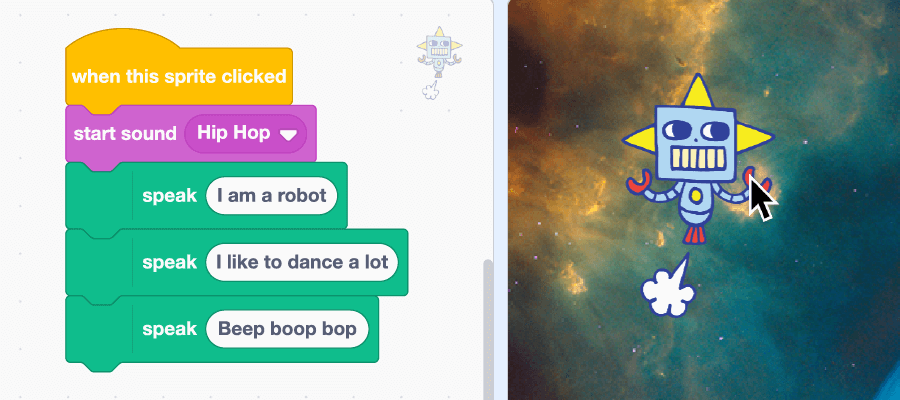 when this sprite clicked
start sound Hip Hop
speak I am a robot
speak I like to dance a lot
speak Beep boop bop